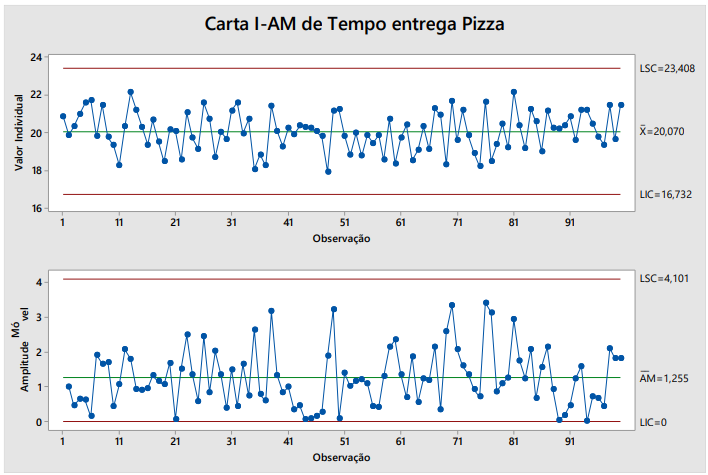 Carta I-AM de Tempo entrega Pizza
24
22
20
18
16
Valor Individual
LSC=23,408
X̄=20,070
LIC=16,732
1 11 21 31 41 51 61 71 81 91
Observação
4
3
2
1
0
Amplitude Mó vel
LSC=4,101
A̅M̅=1,255
LIC=0
1 11 21 31 41 51 61 71 81 91
Observação